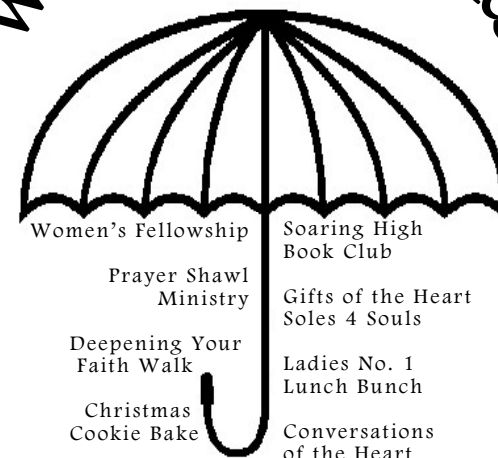 Women's Fellowship
Prayer Shawl
Ministry
Deepening Your
Faith Walk
Christmas
Cookie Bake
Soaring High
Book Club
Gifts of the Heart
Soles 4 Souls
Ladies No. 1
Lunch Bunch
Conversations
of the Heart